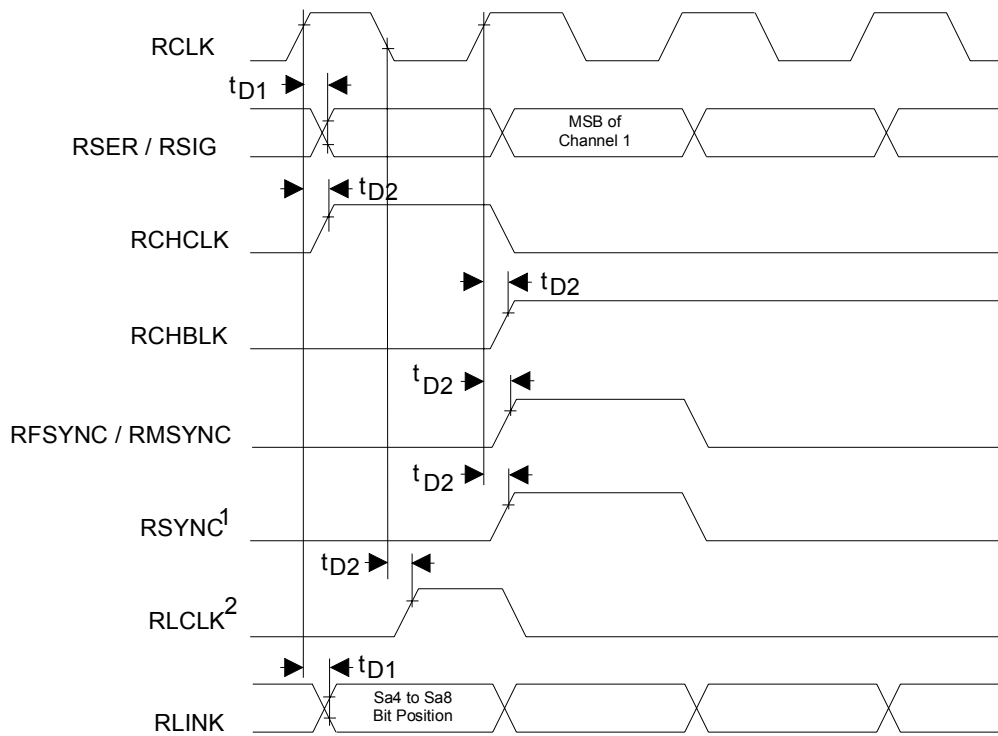 RCLK
tD1
RSER / RSIG
MSB of
Channel 1
tD2
RCHCLK
tD2
RCHBLK
tD2
RFSYNC / RMSYNC
tD2
RSYNC1
tD2
RLCLK2
tD1
RLINK
Sa4 to Sa8
Bit Position